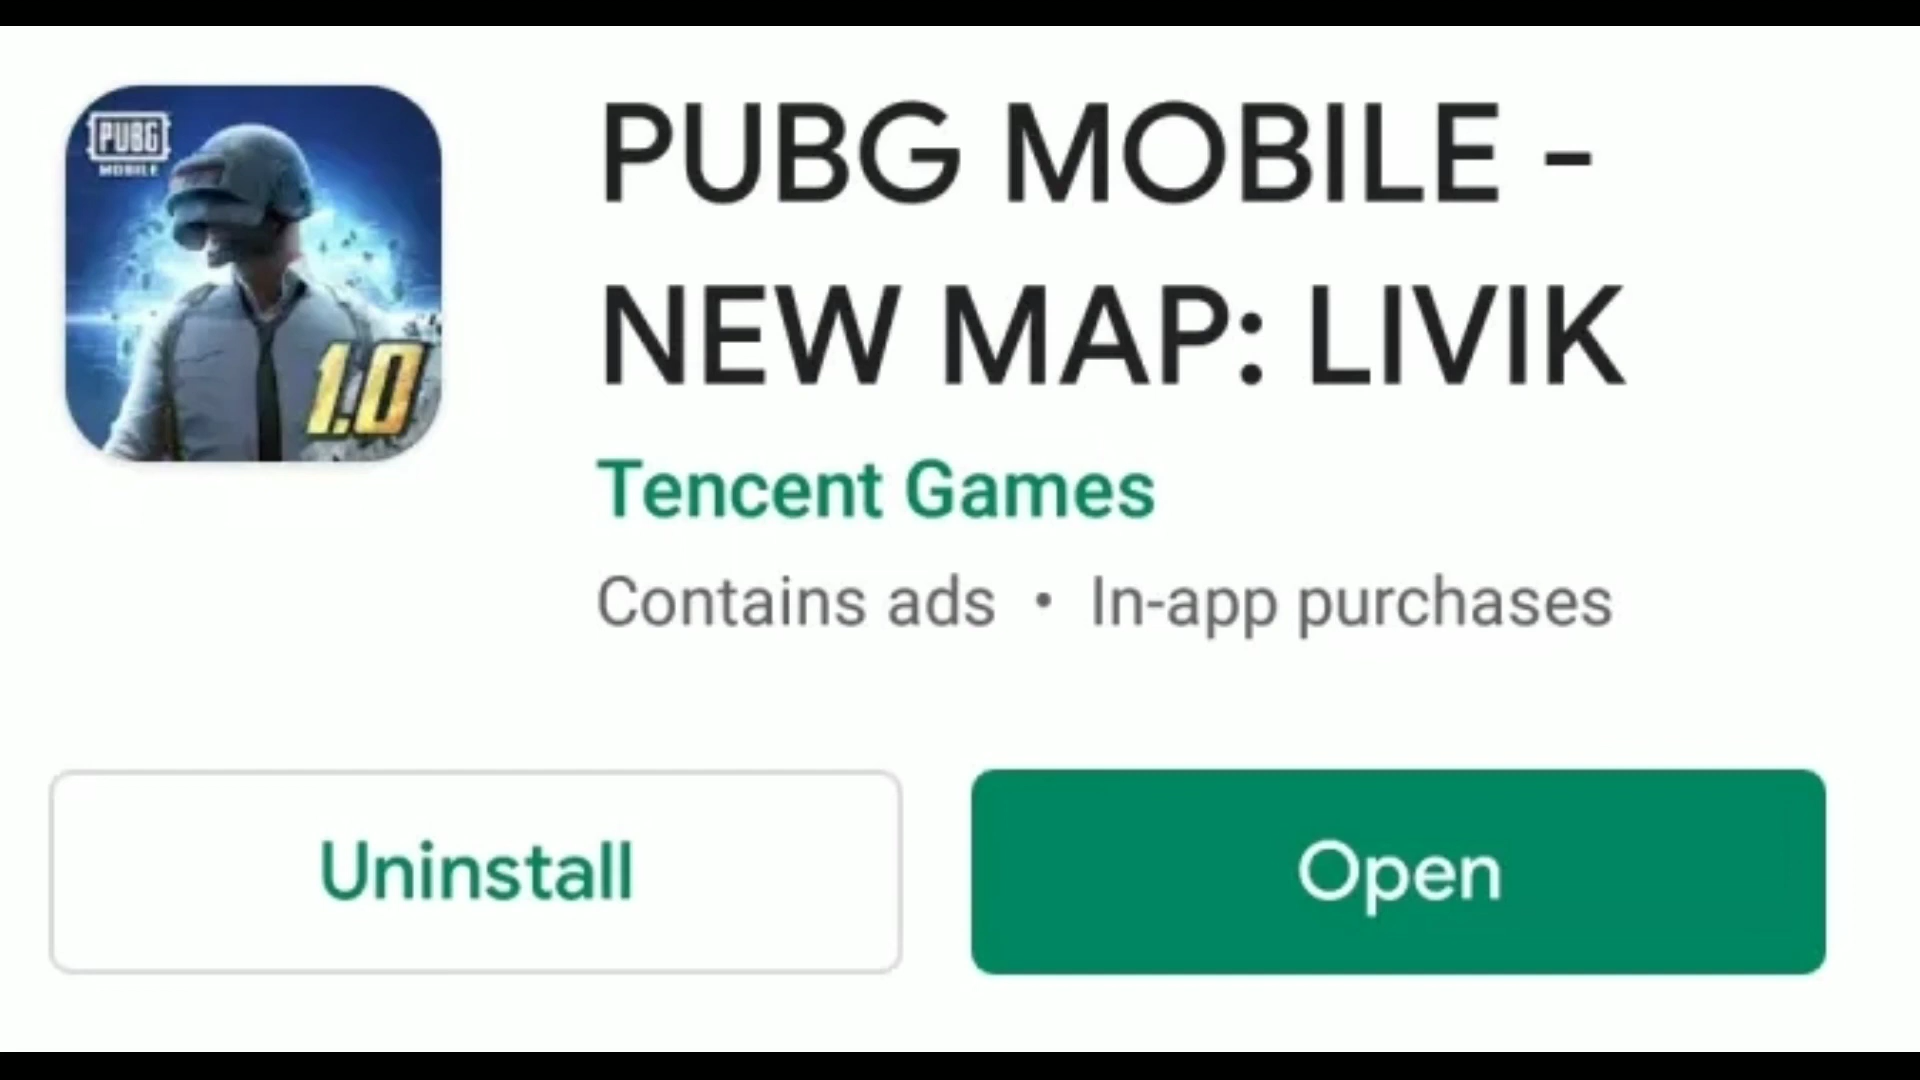 PUBG
MOBILE
1.0
PUBG MOBILE -
NEW MAP: LIVIK
Tencent Games
Contains ads • In-app purchases
Uninstall
Open